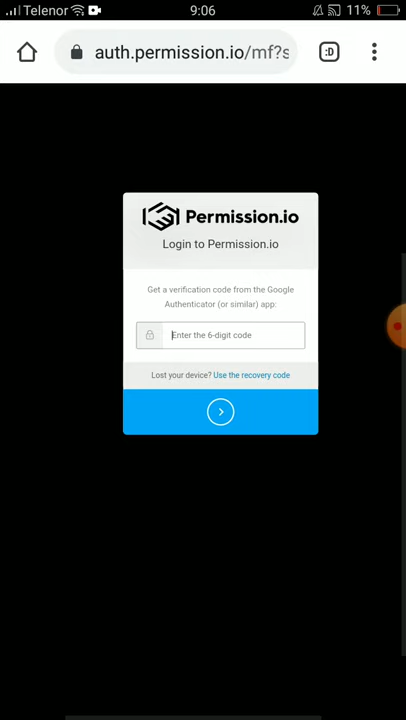 Telenor 9:06 11%
auth.permission.io/mf?s :D
Permission.io
Login to Permission.io
Get a verification code from the Google
Authenticator (or similar) app:
Enter the 6-digit code
Lost your device? Use the recovery code